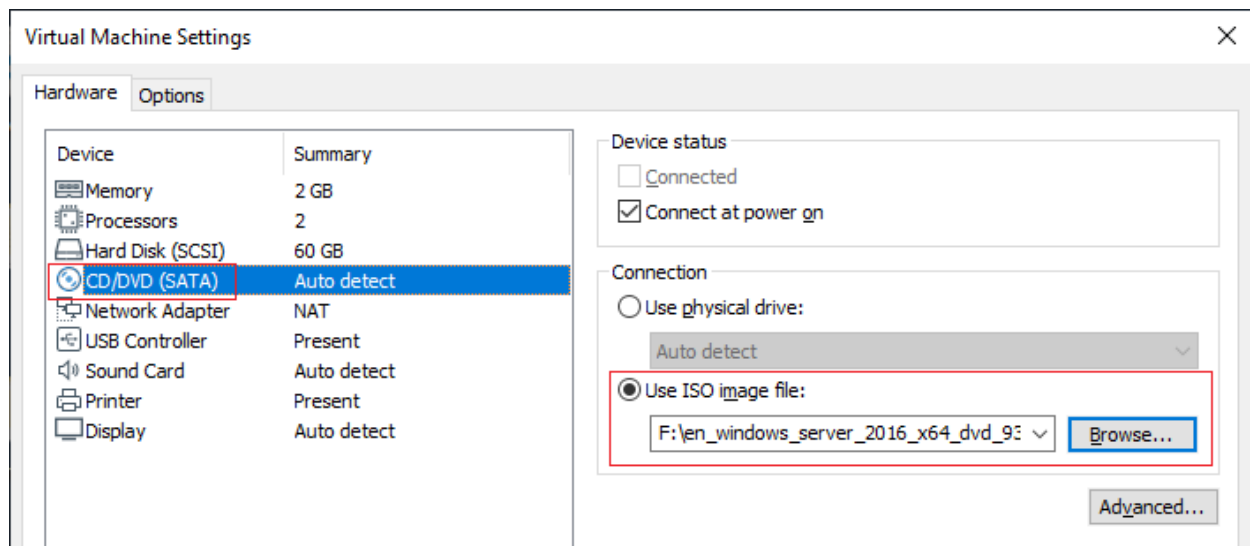 Virtual Machine Settings
Hardware Options
Device Summary
Memory 2 GB
Processors 2
Hard Disk (SCSI) 60 GB
CD/DVD (SATA) Auto detect
Network Adapter NAT
USB Controller Present
Sound Card Auto detect
Printer Present
Display Auto detect
Device status
Connected
Connect at power on
Connection
Use physical drive:
Auto detect
Use ISO image file:
F:\en_windows_server_2016_x64_dvd_93 Browse...
Advanced...